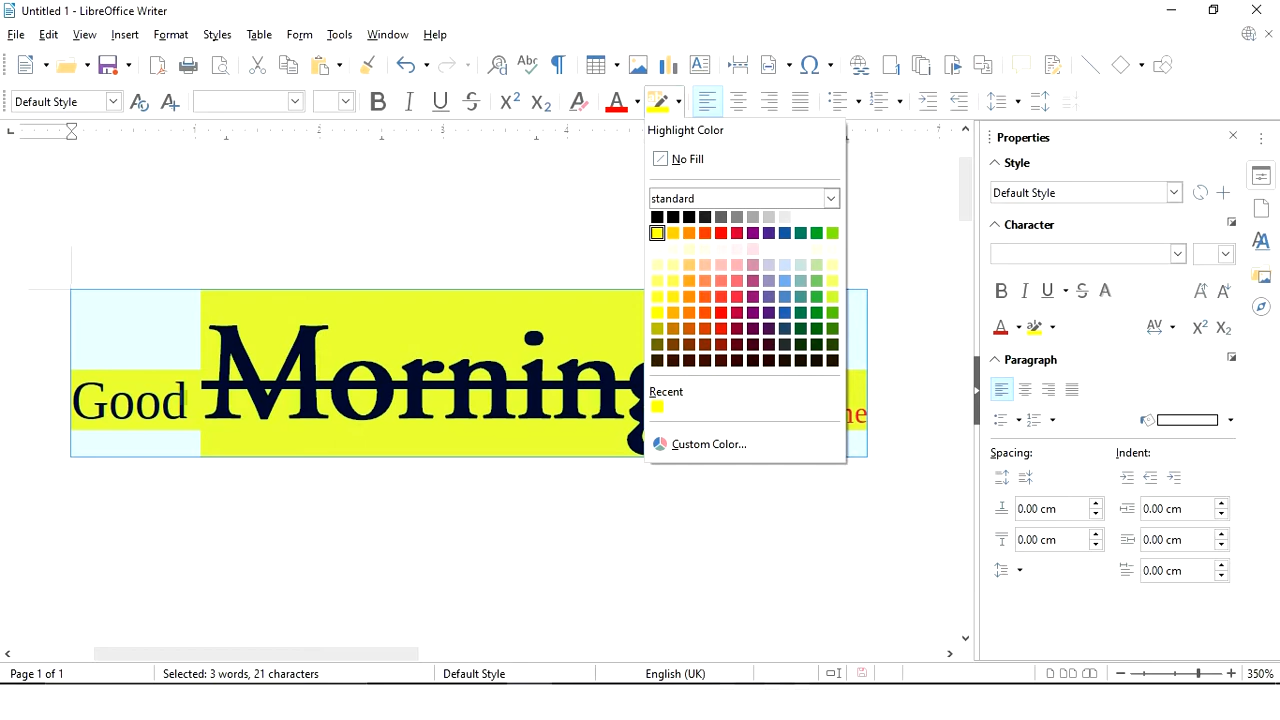 Untitled 1 - LibreOffice Writer
File Edit View Insert Format Styles Table Form Tools Window Help
Default Style
Highlight Color
No Fill
standard
Recent
Custom Color...
Good Morning
ne
Properties
Style
Default Style
Character
Paragraph
Spacing: Indent:
0.00 cm 0.00 cm
0.00 cm 0.00 cm
0.00 cm
Page 1 of 1 Selected: 3 words, 21 characters Default Style English (UK) 350%